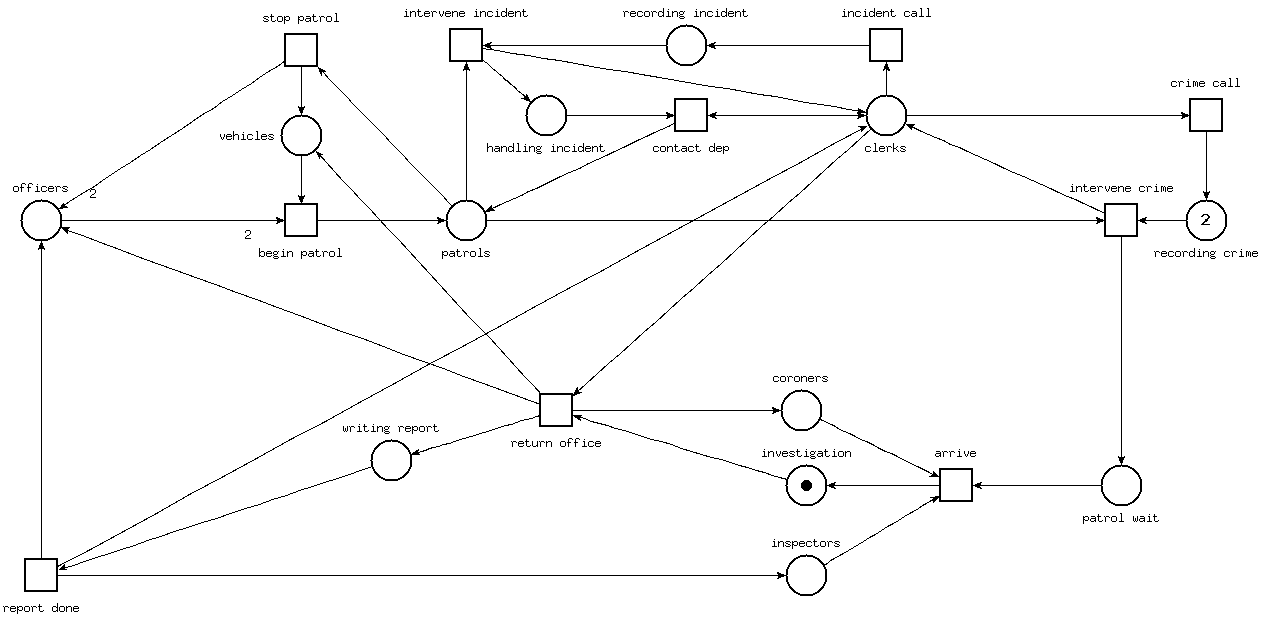 stop patrol
intervene incident
recording incident
incident call
crime call
vehicles
handling incident
contact dep
clerks
officers
2
intervene crime
2
2
begin patrol
patrols
recording crime
coroners
writing report
return office
investigation
arrive
patrol wait
inspectors
report done